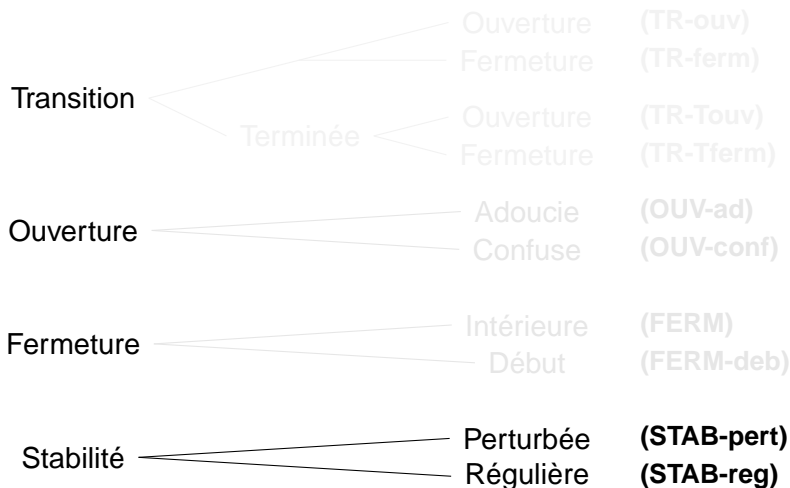 Ouverture (TR-ouv)
Fermeture (TR-ferm)
Transition
Terminée
Ouverture (TR-Touv)
Fermeture (TR-Tferm)
Adoucie (OUV-ad)
Ouverture
Confuse (OUV-conf)
Intérieure (FERM)
Fermeture
Début (FERM-deb)
Perturbée (STAB-pert)
Stabilité
Régulière (STAB-reg)